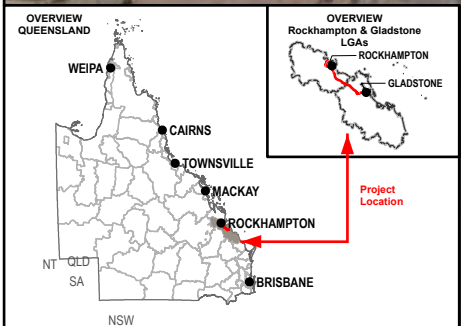 OVERVIEW
QUEENSLAND
WEIPA
CAIRNS
TOWNSVILLE
MACKAY
ROCKHAMPTON
BRISBANE
NT
QLD
SA
NSW
OVERVIEW
Rockhampton & Gladstone
LGAs
ROCKHAMPTON
GLADSTONE
Project
Location